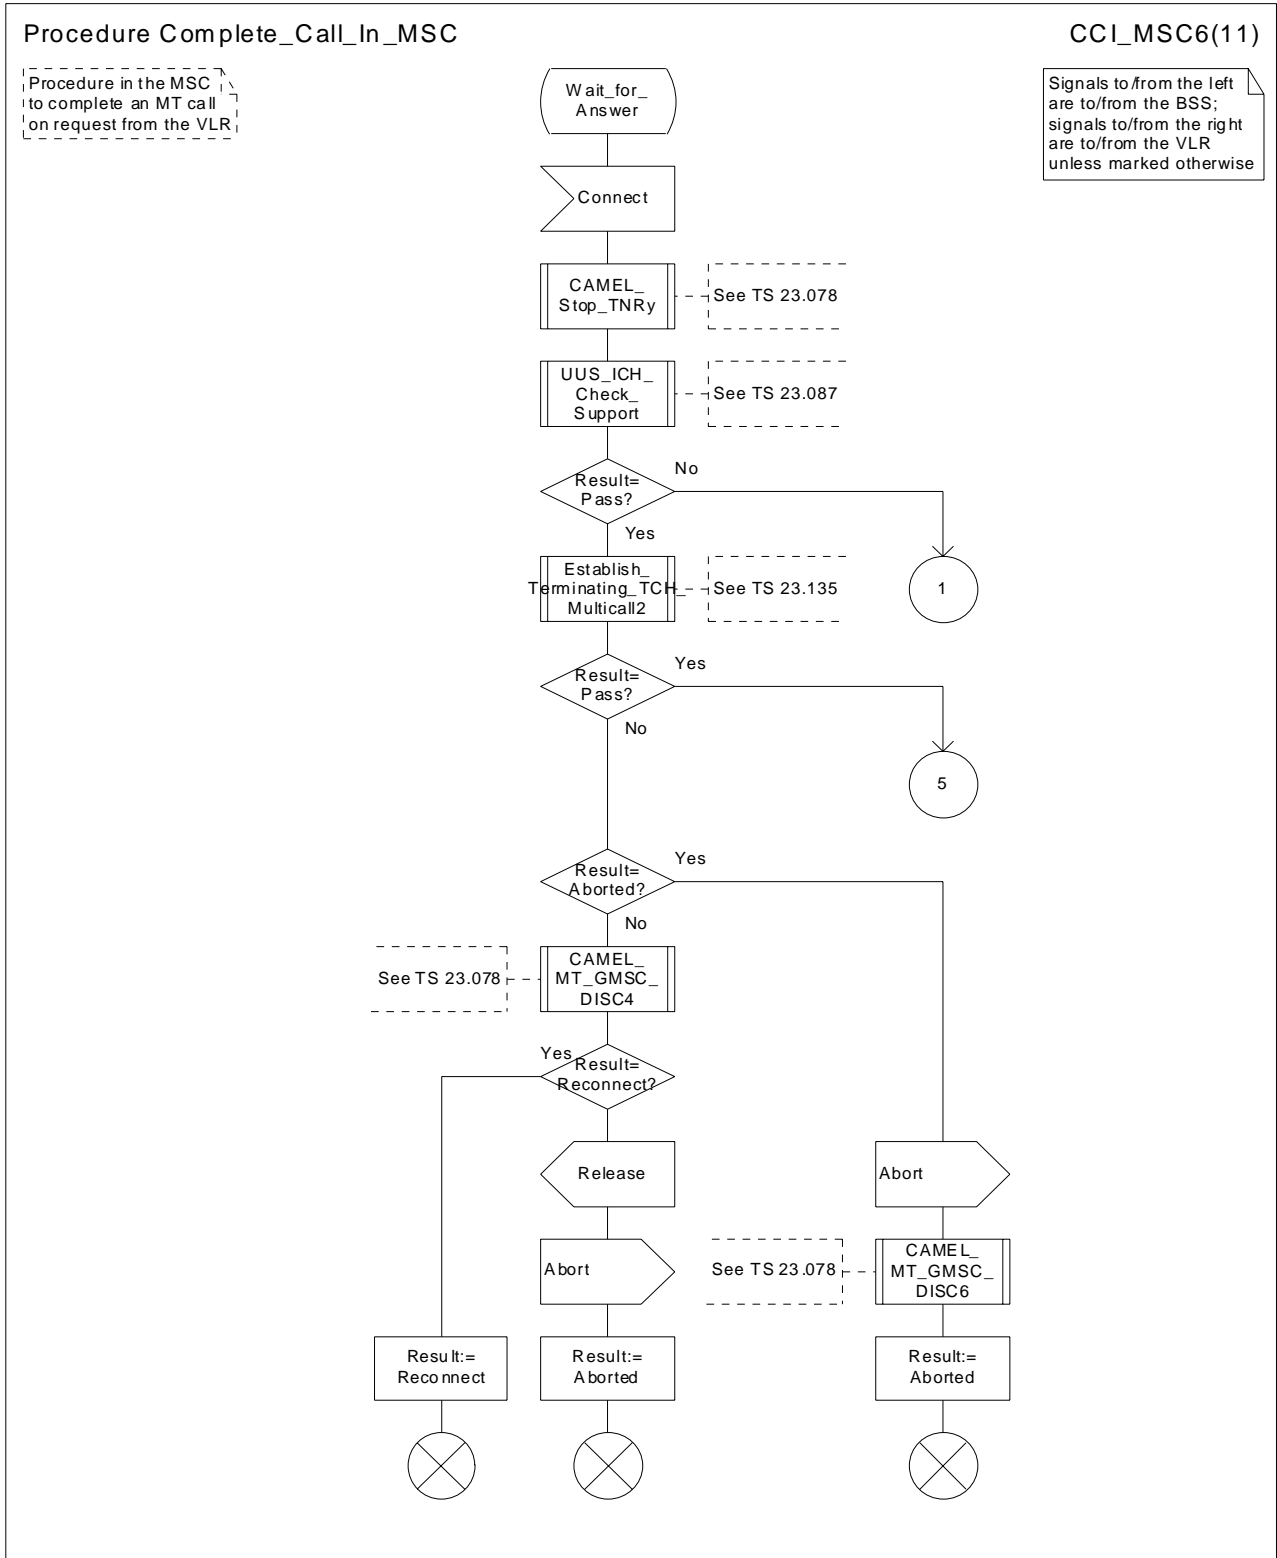 Procedure Complete_Call_In_MSC
CCI_MSC6(11)
Procedure in the MSC
to complete an MT call
on request from the VLR
Signals to/from the left
are to/from the BSS;
signals to/from the right
are to/from the VLR
unless marked otherwise
Wait_for_
Answer
Connect
CAMEL_
Stop_TNRy
See TS 23.078
UUS_ICH_
Check_
Support
See TS 23.087
Result=
Pass?
No
Yes
Establish_
Terminating_TCH_
Multicall2
See TS 23.135
1
Result=
Pass?
Yes
No
5
Result=
Aborted?
Yes
No
See TS 23.078
CAMEL_
MT_GMSC_
DISC4
Yes
Result=
Reconnect?
Release
Abort
Abort
See TS 23.078
CAMEL_
MT_GMSC_
DISC6
Result:=
Reconnect
Result:=
Aborted
Result:=
Aborted